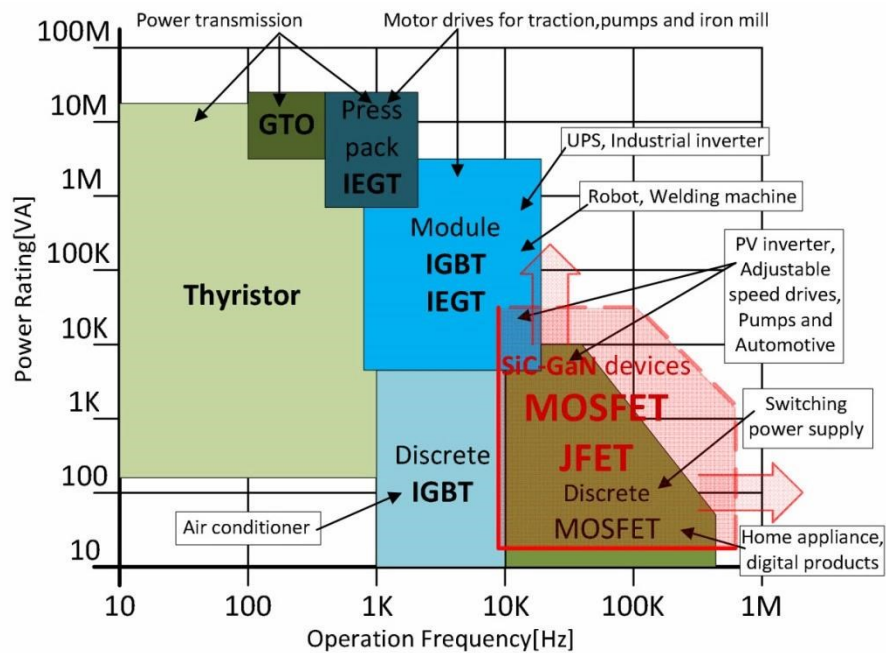 Power transmission
Motor drives for traction,pumps and iron mill
100M
10M
1M
100K
10K
1K
100
10
Power Rating[VA]
GTO
Press
pack
IEGT
UPS, Industrial inverter
Robot, Welding machine
Module
IGBT
IEGT
PV inverter,
Adjustable
speed drives,
Pumps and
Automotive
Thyristor
SiC-GaN devices
MOSFET
JFET
Switching
power supply
Discrete
IGBT
Discrete
MOSFET
Air conditioner
Home appliance,
digital products
10
100
1K
10K
100K
1M
Operation Frequency[Hz]